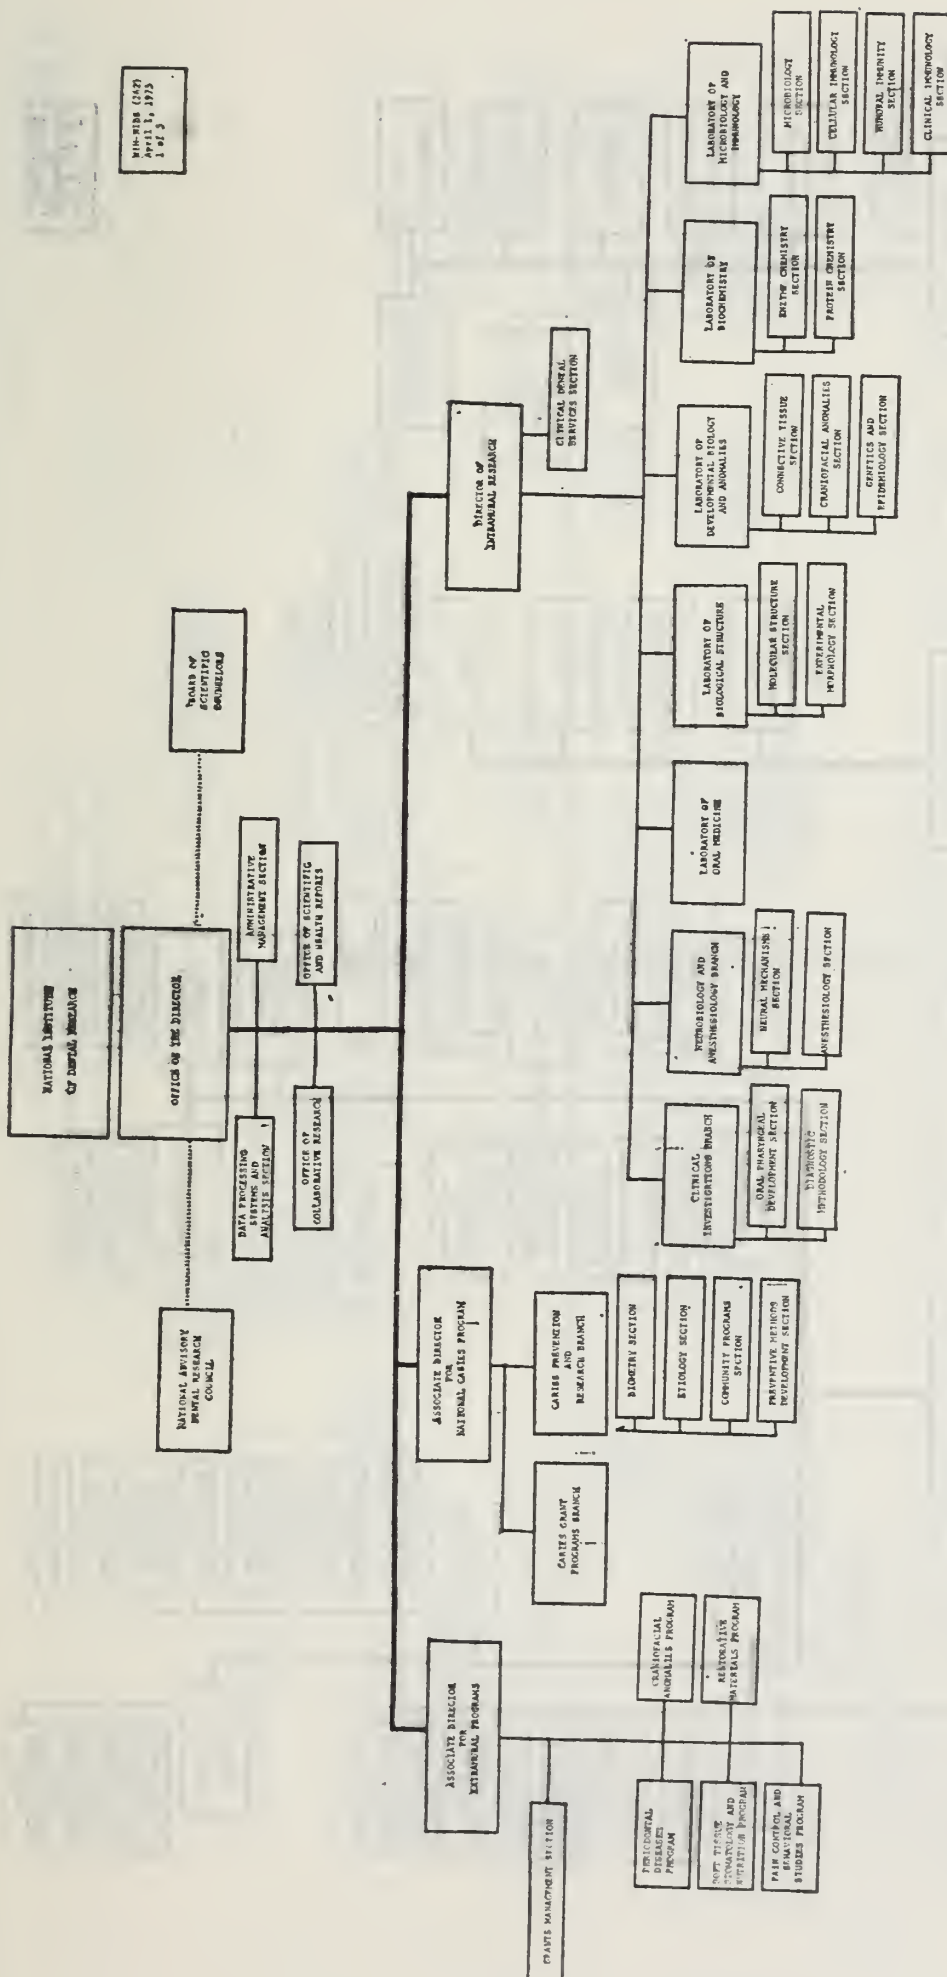 NIH-NIDR (242)
April 1, 1975
1 of 3
NATIONAL INSTITUTE
OF DENTAL RESEARCH
OFFICE OF THE DIRECTOR
NATIONAL ADVISORY
DENTAL RESEARCH
COUNCIL
BOARD OF
SCIENTIFIC
COUNSELORS
DATA PROCESSING
SYSTEMS AND
ANALYSIS SECTION
ADMINISTRATIVE
MANAGEMENT SECTION
OFFICE OF
COLLABORATIVE RESEARCH
OFFICE OF SCIENTIFIC
AND HEALTH REPORTS
ASSOCIATE DIRECTOR
FOR
EXTRAMURAL PROGRAMS
GRANTS MANAGEMENT SECTION
PERIODONTAL
DISEASES
PROGRAM
CRANIOFACIAL
ANOMALIES PROGRAM
SOFT TISSUE
STOMATOLOGY AND
NUTRITION PROGRAM
RESTORATIVE
MATERIALS PROGRAM
PAIN CONTROL AND
BEHAVIORAL
STUDIES PROGRAM
ASSOCIATE DIRECTOR
FOR
NATIONAL CARIES PROGRAM
CARIES GRANT
PROGRAMS BRANCH
CARIES PREVENTION
AND
RESEARCH BRANCH
BIOMETRY SECTION
ETIOLOGY SECTION
COMMUNITY PROGRAMS
SECTION
PREVENTIVE METHODS
DEVELOPMENT SECTION
DIRECTOR OF
INTRAMURAL RESEARCH
CLINICAL DENTAL
SERVICES SECTION
CLINICAL
INVESTIGATIONS BRANCH
ORAL PHARYNGEAL
DEVELOPMENT SECTION
DIAGNOSTIC
METHODOLOGY SECTION
NEUROBIOLOGY AND
ANESTHESIOLOGY BRANCH
NEURAL MECHANISMS
SECTION
ANESTHESIOLOGY SECTION
LABORATORY OF
ORAL MEDICINE
LABORATORY OF
BIOLOGICAL STRUCTURE
MOLECULAR STRUCTURE
SECTION
EXPERIMENTAL
MORPHOLOGY SECTION
LABORATORY OF
DEVELOPMENTAL BIOLOGY
AND ANOMALIES
CONNECTIVE TISSUE
SECTION
CRANIOFACIAL ANOMALIES
SECTION
GENETICS AND
EPIDEMIOLOGY SECTION
LABORATORY OF
BIOCHEMISTRY
ENZYME CHEMISTRY
SECTION
PROTEIN CHEMISTRY
SECTION
LABORATORY OF
MICROBIOLOGY AND
IMMUNOLOGY
MICROBIOLOGY
SECTION
CELLULAR IMMUNOLOGY
SECTION
HUMORAL IMMUNITY
SECTION
CLINICAL IMMUNOLOGY
SECTION